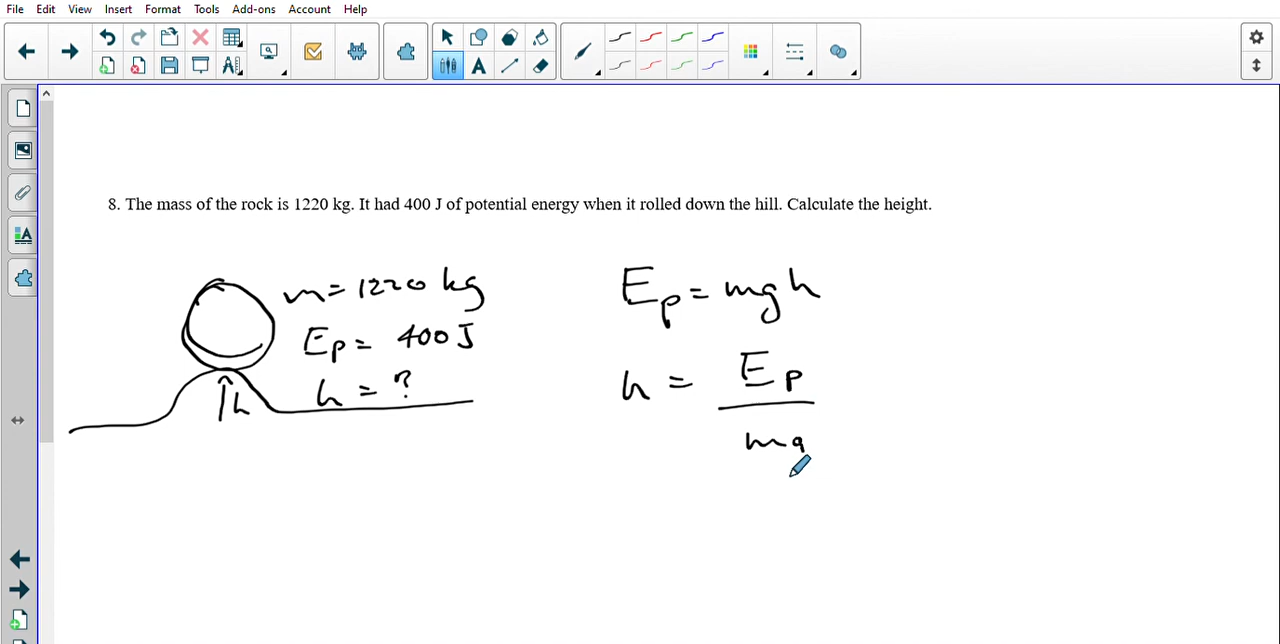 File Edit View Insert Format Tools Add-ons Account Help
8. The mass of the rock is 1220 kg. It had 400 J of potential energy when it rolled down the hill. Calculate the height.
m = 1220 kg
Ep = 400 J
h = ?
h
Ep = mgh
h = Ep
mg